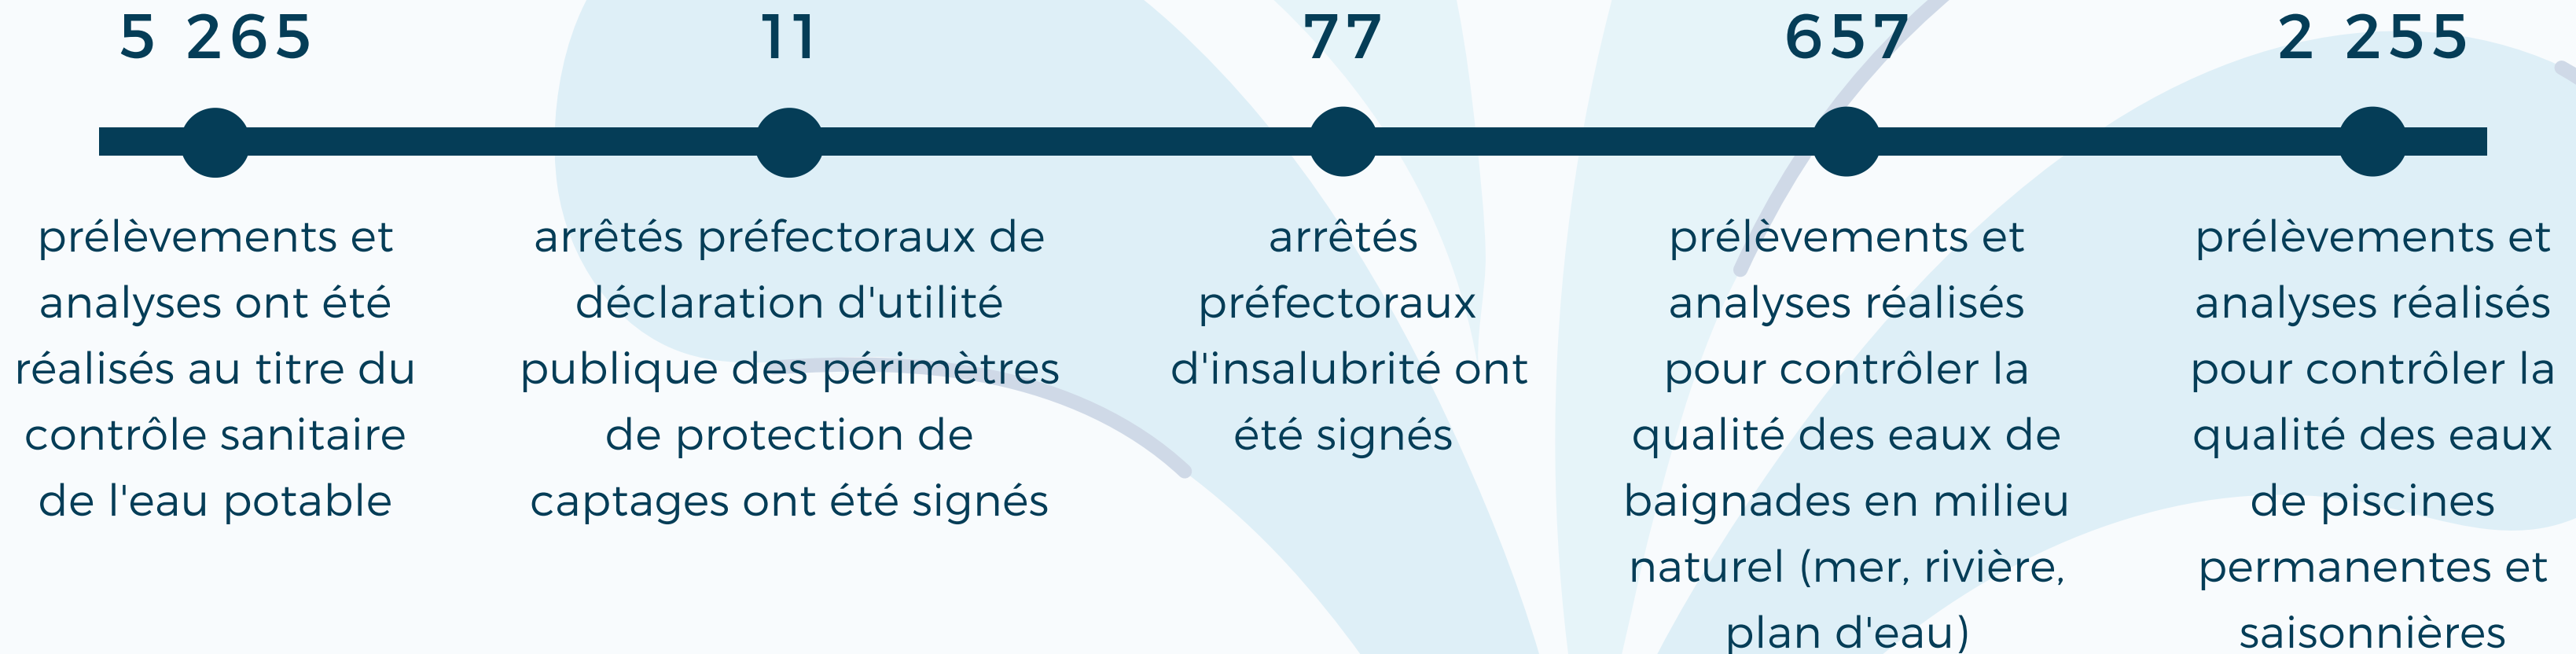 5 265
prélèvements et
analyses ont été
réalisés au titre du
contrôle sanitaire
de l'eau potable
11
arrêtés préfectoraux de
déclaration d'utilité
publique des périmètres
de protection de
captages ont été signés
77
arrêtés
préfectoraux
d'insalubrité ont
été signés
657
prélèvements et
analyses réalisés
pour contrôler la
qualité des eaux de
baignades en milieu
naturel (mer, rivière,
plan d'eau)
2 255
prélèvements et
analyses réalisés
pour contrôler la
qualité des eaux
de piscines
permanentes et
saisonnières